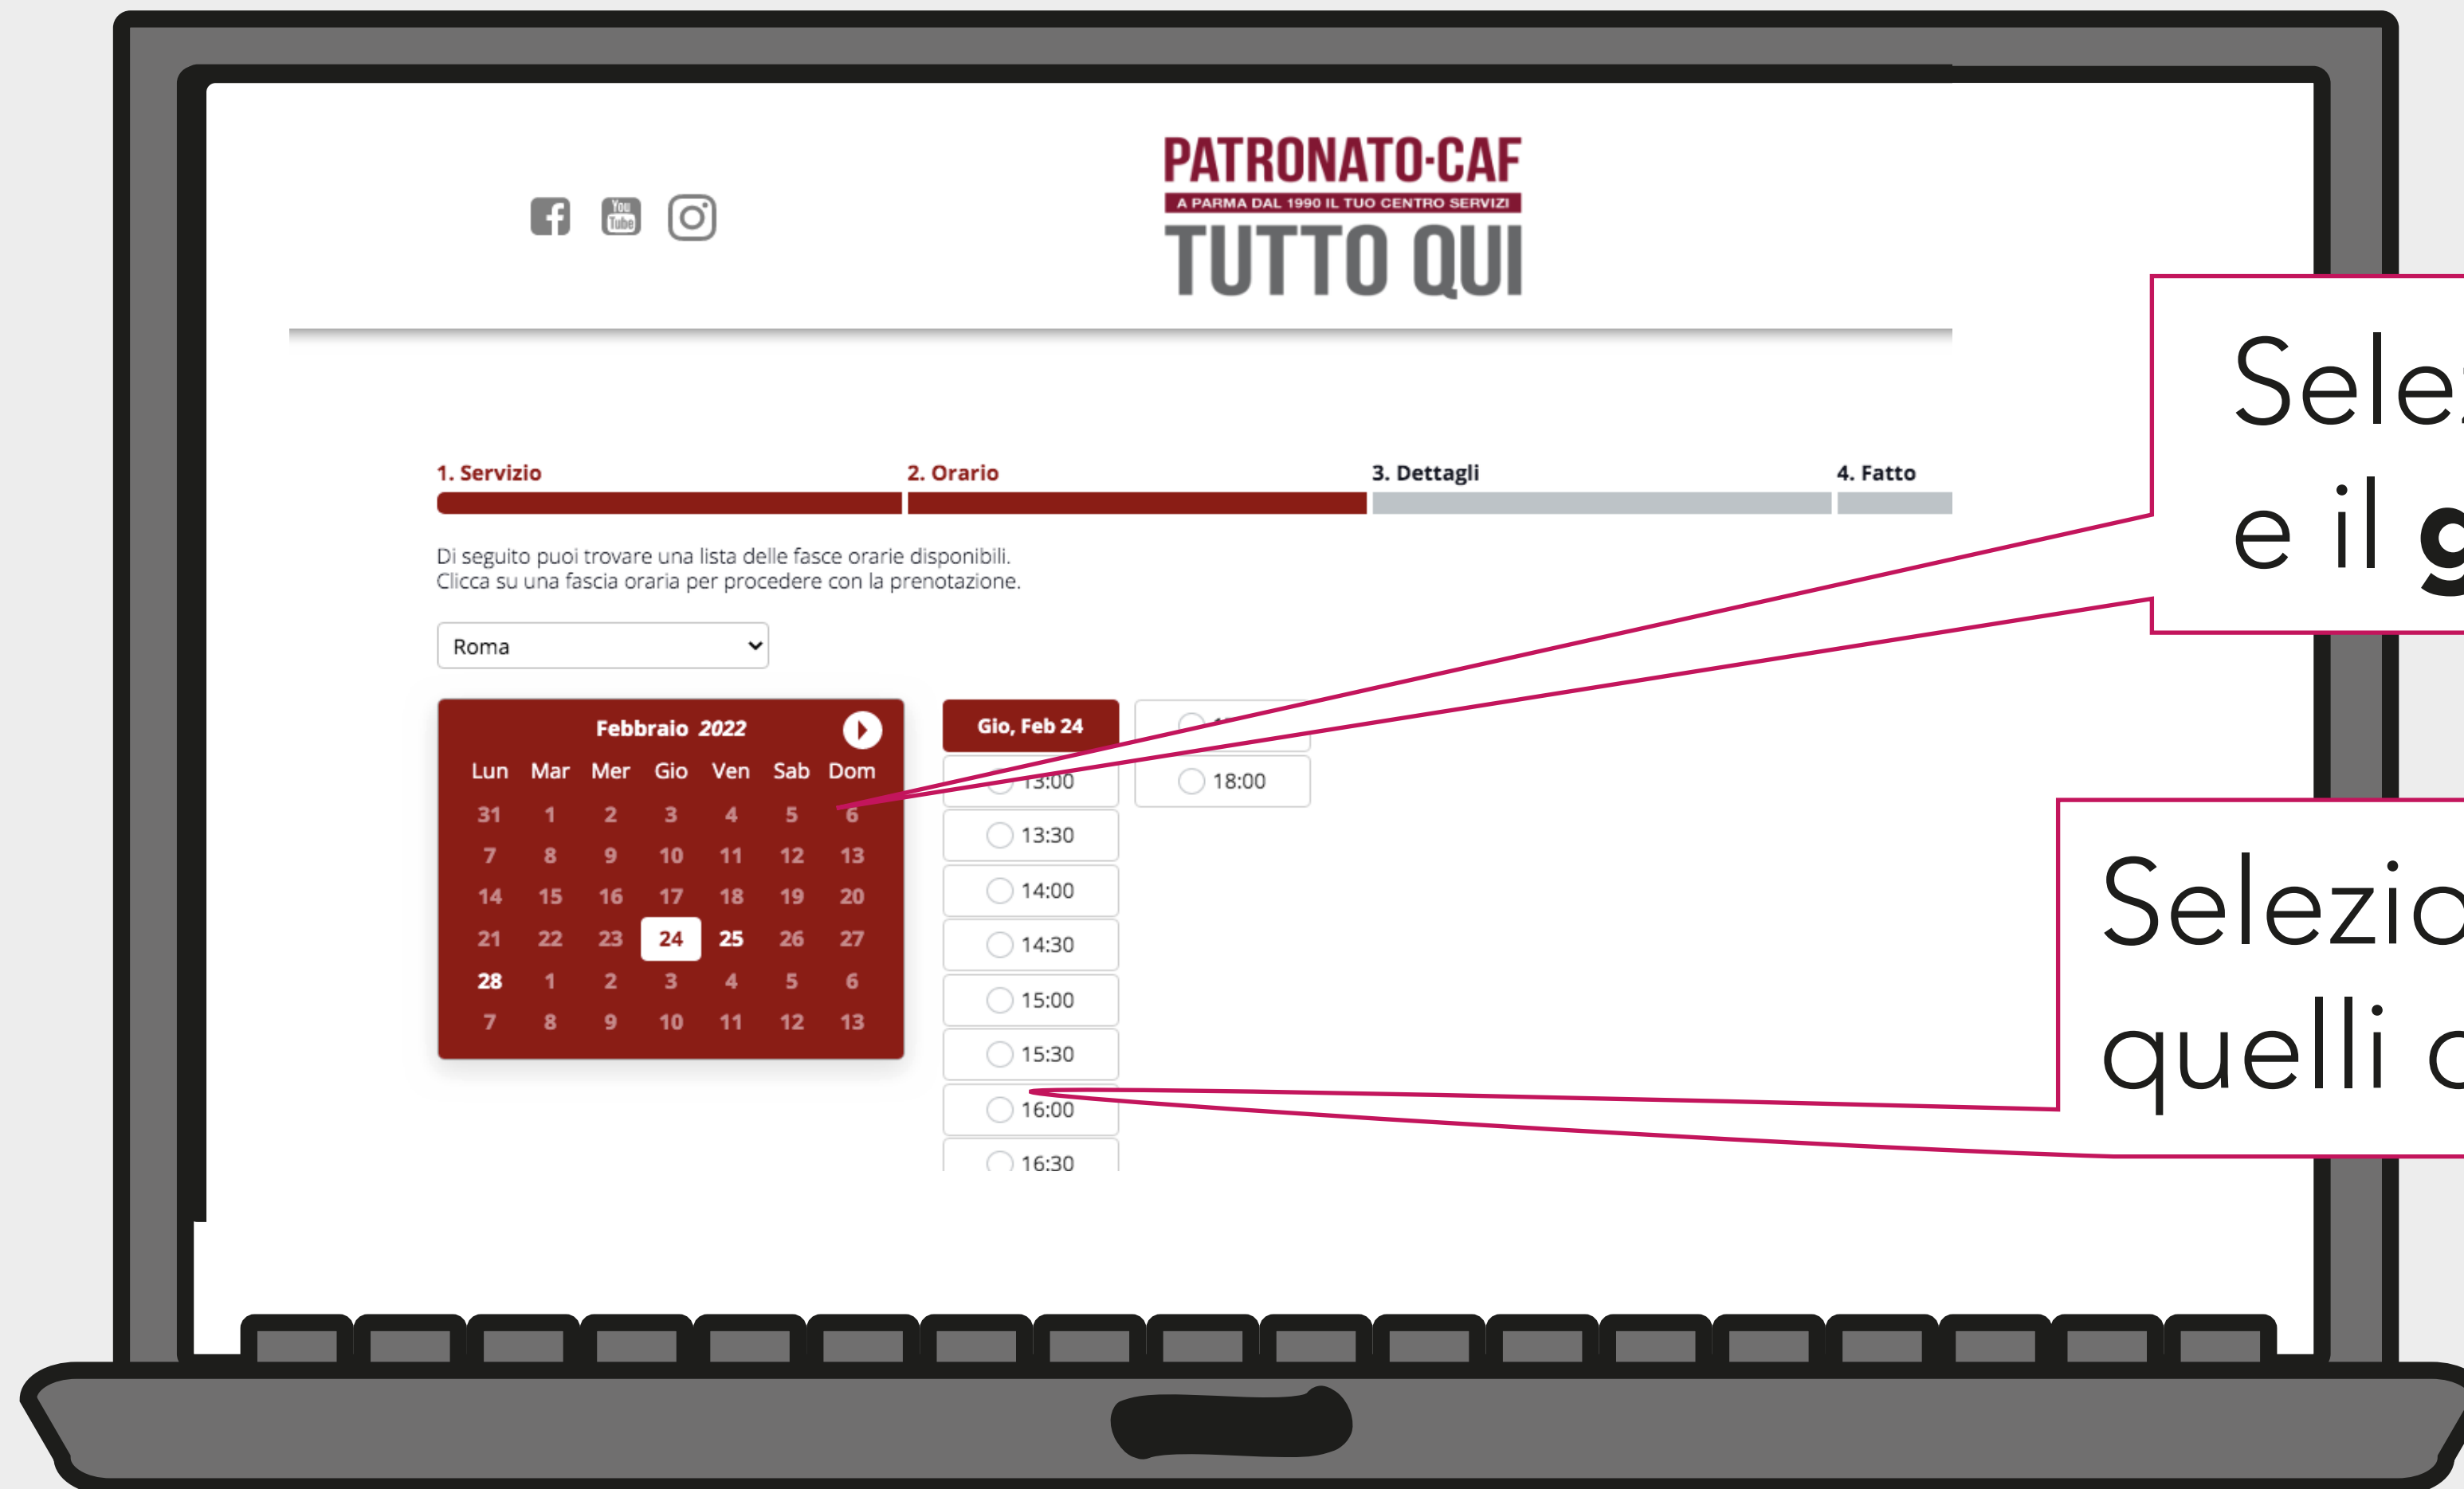 You Tube
PATRONATO·CAF
A PARMA DAL 1990 IL TUO CENTRO SERVIZI
TUTTO QUI
1. Servizio 2. Orario 3. Dettagli 4. Fatto
Di seguito puoi trovare una lista delle fasce orarie disponibili.
Clicca su una fascia oraria per procedere con la prenotazione.
Roma
Febbraio 2022
Lun Mar Mer Gio Ven Sab Dom
31 1 2 3 4 5 6
7 8 9 10 11 12 13
14 15 16 17 18 19 20
21 22 23 24 25 26 27
28 1 2 3 4 5 6
7 8 9 10 11 12 13
Gio, Feb 24
13:00
13:30
14:00
14:30
15:00
15:30
16:00
16:30
18:00
e il
quelli